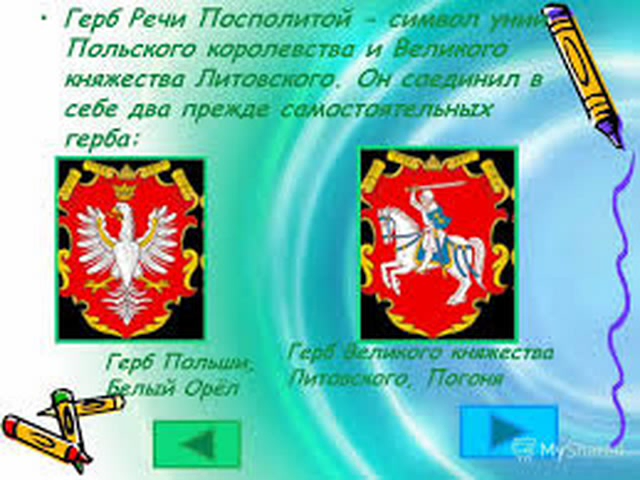 • Герб Речи Посполитой - символ унии
Польского королевства и Великого
княжества Литовского. Он соединил в
себе два прежде самостоятельных
герба:
Герб Польши,
Белый Орёл
Герб Великого княжества
Литовского, Погоня
MyShared